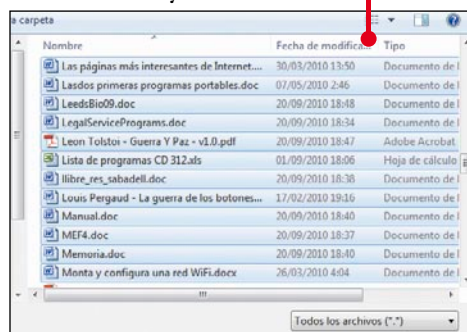 a carpeta
Nombre Fecha de modifica... Tipo
Las páginas más interesantes de Internet.... 30/03/2010 13:50 Documento de l
Lasdos primeras programas portables.doc 07/05/2010 2:46 Documento de l
LeedsBio09.doc 20/09/2010 18:48 Documento de l
LegalServicePrograms.doc 20/09/2010 18:34 Documento de l
Leon Tolstoi - Guerra Y Paz - v1.0.pdf 20/09/2010 18:47 Adobe Acrobat
Lista de programas CD 312.xls 01/09/2010 18:06 Hoja de cálculo
llibre_res_sabadell.doc 20/09/2010 18:38 Documento de l
Louis Pergaud - La guerra de los botones... 17/02/2010 19:16 Documento de l
Manual.doc 20/09/2010 18:40 Documento de l
MEF4.doc 20/09/2010 18:37 Documento de l
Memoria.doc 20/09/2010 18:40 Documento de l
Monta y configura una red WiFi.docx 26/03/2010 4:04 Documento de l
Todos los archivos (*.*)